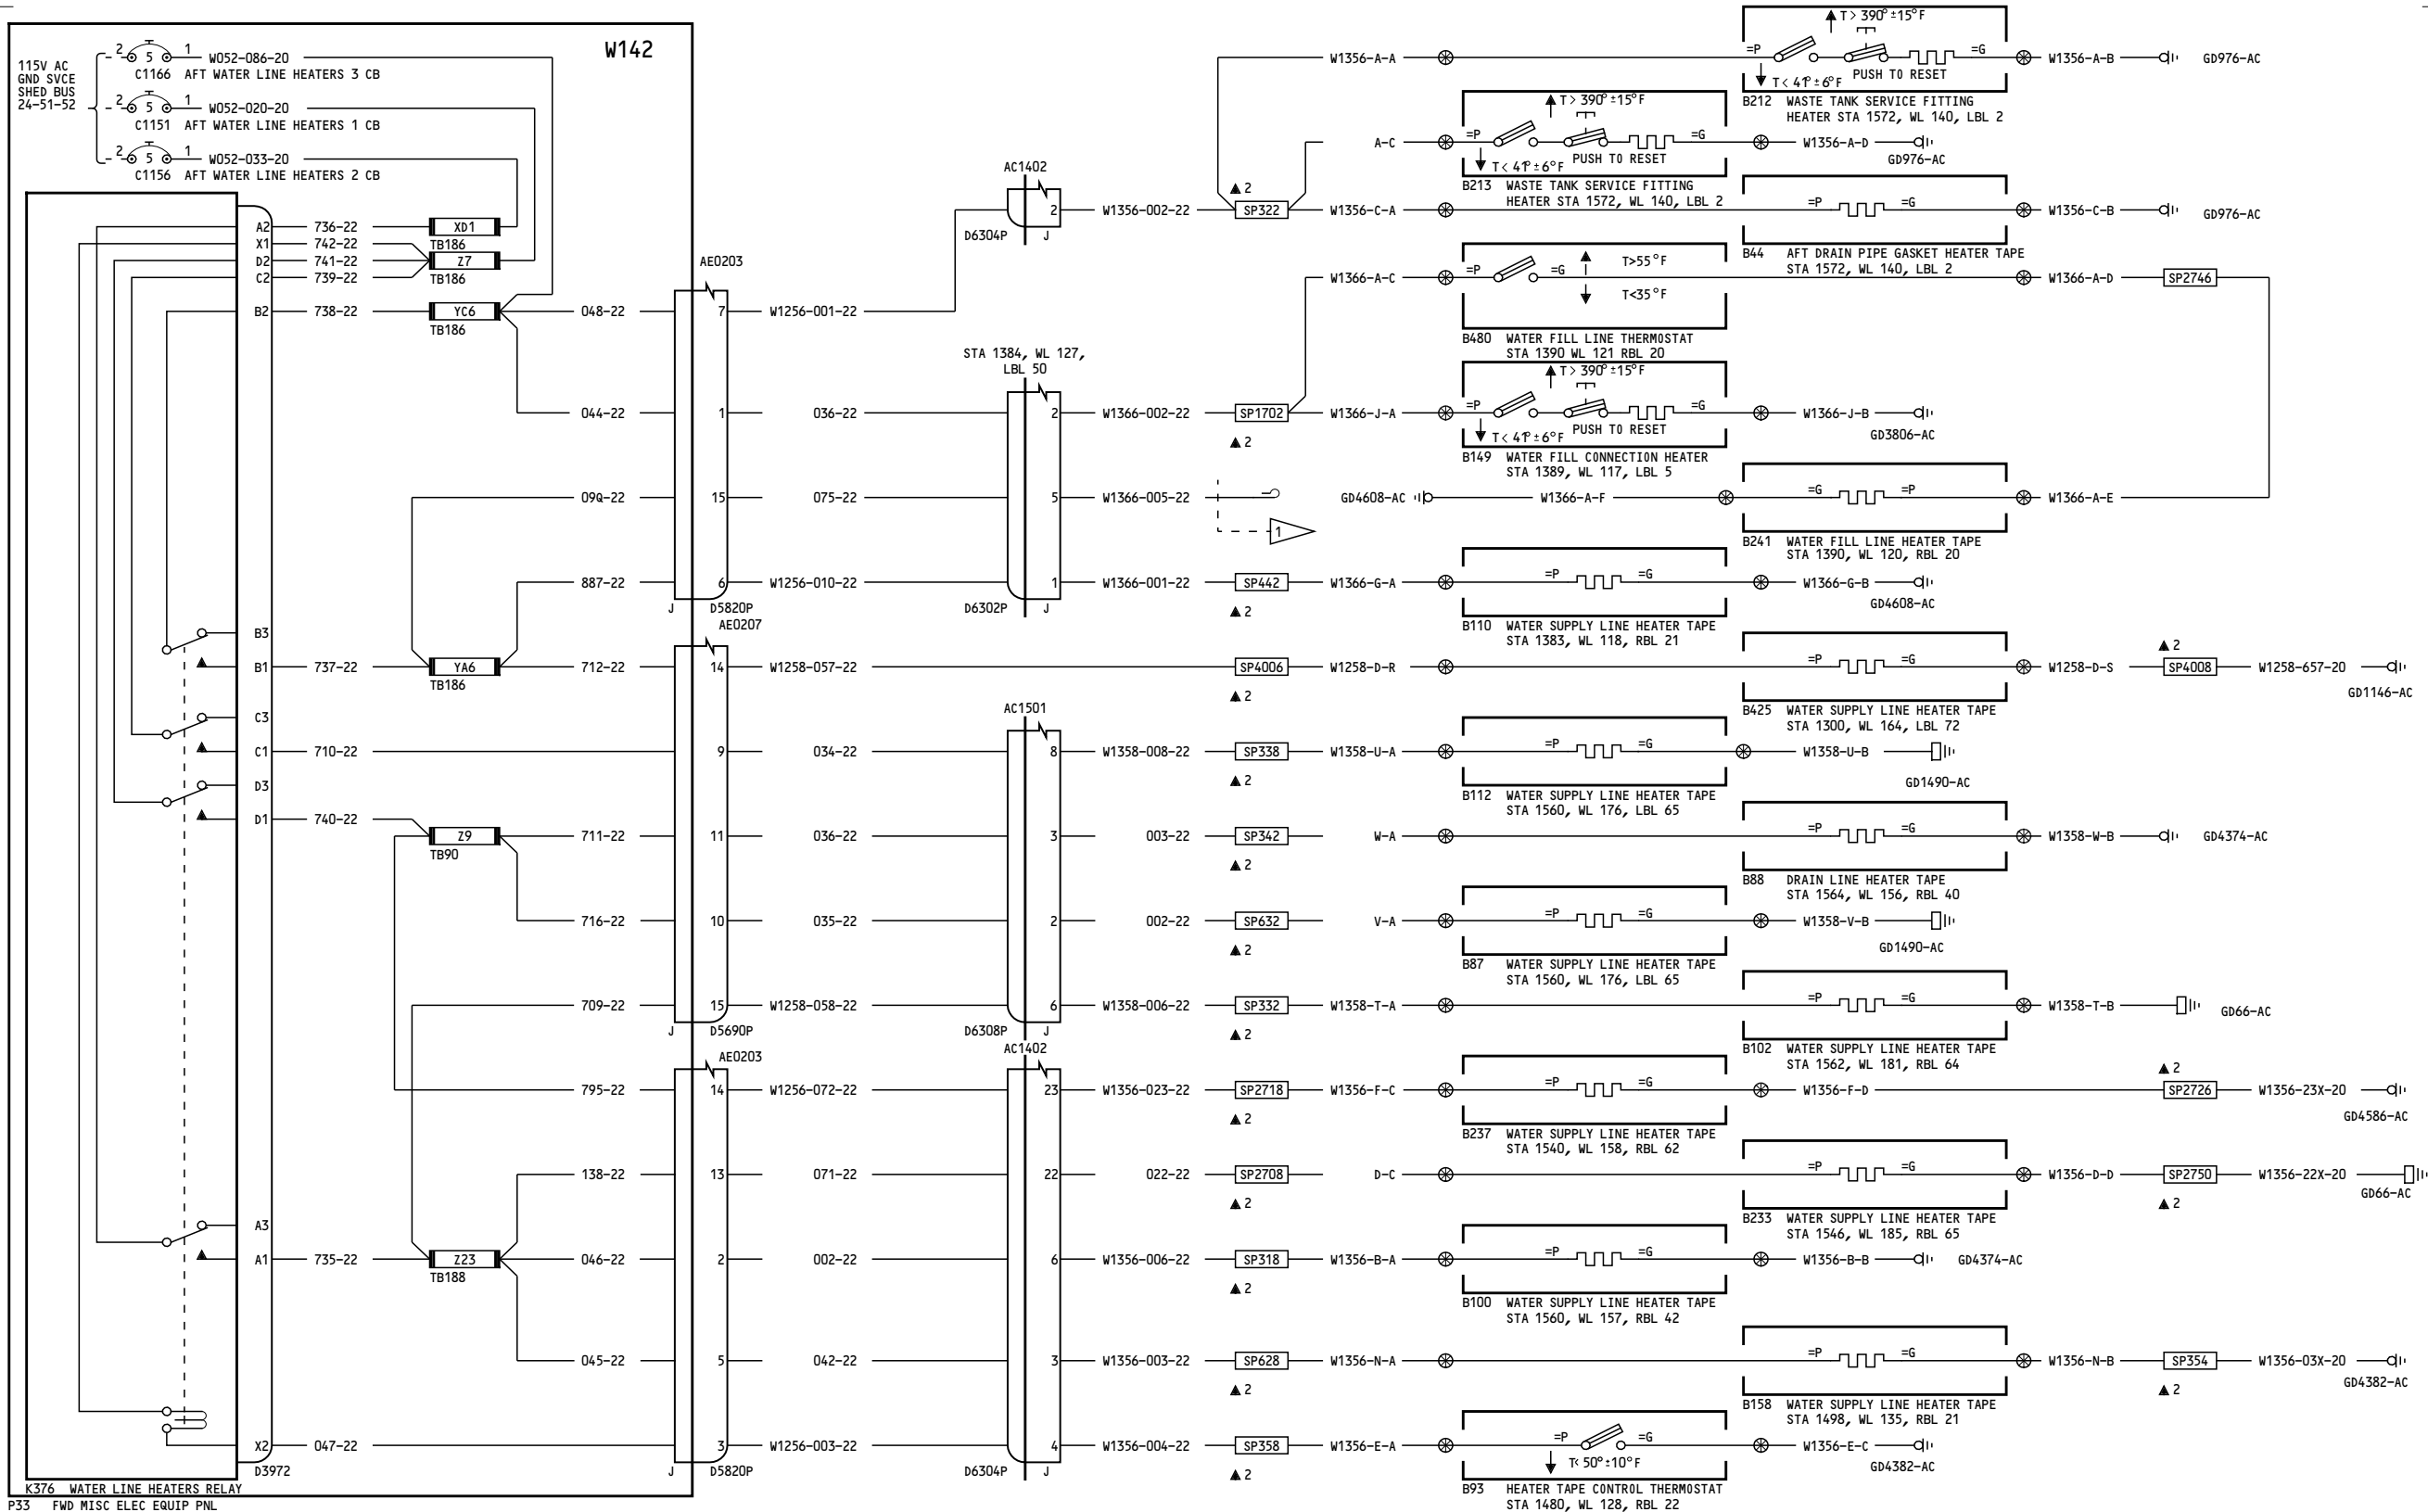 W142
115V AC
GND SVCE
SHED BUS
24-51-52
2 5 1 W052-086-20
C1166 AFT WATER LINE HEATERS 3 CB
2 5 1 W052-020-20
C1151 AFT WATER LINE HEATERS 1 CB
2 5 1 W052-033-20
C1156 AFT WATER LINE HEATERS 2 CB
A2 736-22 XD1
TB186
X1 742-22
D2 741-22 Z7
C2 739-22 TB186
B2 738-22 YC6 048-22
TB186
044-22
09Q-22
887-22
B3
B1 737-22 YA6 712-22
TB186
C3
C1 710-22
D3
D1 740-22
Z9 711-22
TB90
716-22
709-22
795-22
138-22
A3
A1 735-22 Z23 046-22
TB188
045-22
X2 047-22
D3972
K376 WATER LINE HEATERS RELAY
P33 FWD MISC ELEC EQUIP PNL
AE0203
7 W1256-001-22
1 036-22
15 075-22
6 W1256-010-22
J D5820P
AE0207
14 W1258-057-22
9 034-22
11 036-22
10 035-22
15 W1258-058-22
J D5690P
AE0203
14 W1256-072-22
13 071-22
2 002-22
5 042-22
3 W1256-003-22
J D5820P
AC1402
2 W1356-002-22
D6304P J
STA 1384, WL 127,
LBL 50
2 W1366-002-22
5 W1366-005-22
1 W1366-001-22
D6302P J
AC1501
8 W1358-008-22
3 003-22
2 002-22
6 W1358-006-22
D6308P J
AC1402
23 W1356-023-22
22 022-22
6 W1356-006-22
3 W1356-003-22
4 W1356-004-22
D6304P J
W1356-A-A =P T> 390°±15°F =G W1356-A-B GD976-AC
T< 41°±6°F PUSH TO RESET
B212 WASTE TANK SERVICE FITTING
HEATER STA 1572, WL 140, LBL 2
A-C =P T> 390°±15°F =G W1356-A-D
GD976-AC
T< 41°±6°F PUSH TO RESET
B213 WASTE TANK SERVICE FITTING
HEATER STA 1572, WL 140, LBL 2
2
SP322 W1356-C-A =P =G W1356-C-B GD976-AC
B44 AFT DRAIN PIPE GASKET HEATER TAPE
STA 1572, WL 140, LBL 2
W1366-A-C =P =G T>55°F W1366-A-D SP2746
T<35°F
B480 WATER FILL LINE THERMOSTAT
STA 1390 WL 121 RBL 20
T> 390°±15°F
SP1702 W1366-J-A =P =G W1366-J-B
2
GD3806-AC
T< 41°±6°F PUSH TO RESET
B149 WATER FILL CONNECTION HEATER
STA 1389, WL 117, LBL 5
GD4608-AC W1366-A-F =G =P W1366-A-E
1
B241 WATER FILL LINE HEATER TAPE
STA 1390, WL 120, RBL 20
SP442 W1366-G-A =P =G W1366-G-B
2
GD4608-AC
B110 WATER SUPPLY LINE HEATER TAPE
STA 1383, WL 118, RBL 21
2
SP4006 W1258-D-R =P =G W1258-D-S SP4008 W1258-657-20
2
GD1146-AC
B425 WATER SUPPLY LINE HEATER TAPE
STA 1300, WL 164, LBL 72
SP338 W1358-U-A =P =G W1358-U-B
2
GD1490-AC
B112 WATER SUPPLY LINE HEATER TAPE
STA 1560, WL 176, LBL 65
SP342 W-A =P =G W1358-W-B GD4374-AC
2
B88 DRAIN LINE HEATER TAPE
STA 1564, WL 156, RBL 40
SP632 V-A =P =G W1358-V-B
2
GD1490-AC
B87 WATER SUPPLY LINE HEATER TAPE
STA 1560, WL 176, LBL 65
SP332 W1358-T-A =P =G W1358-T-B GD66-AC
2
B102 WATER SUPPLY LINE HEATER TAPE
STA 1562, WL 181, RBL 64
2
SP2718 W1356-F-C =P =G W1356-F-D SP2726 W1356-23X-20
2
GD4586-AC
B237 WATER SUPPLY LINE HEATER TAPE
STA 1540, WL 158, RBL 62
SP2708 D-C =P =G W1356-D-D SP2750 W1356-22X-20
GD66-AC
2 2
B233 WATER SUPPLY LINE HEATER TAPE
STA 1546, WL 185, RBL 65
SP318 W1356-B-A =P =G W1356-B-B GD4374-AC
2
B100 WATER SUPPLY LINE HEATER TAPE
STA 1560, WL 157, RBL 42
SP628 W1356-N-A =P =G W1356-N-B SP354 W1356-03X-20
GD4382-AC
2 2
B158 WATER SUPPLY LINE HEATER TAPE
STA 1498, WL 135, RBL 21
SP358 W1356-E-A =P =G W1356-E-C
2
T< 50°±10°F GD4382-AC
B93 HEATER TAPE CONTROL THERMOSTAT
STA 1480, WL 128, RBL 22